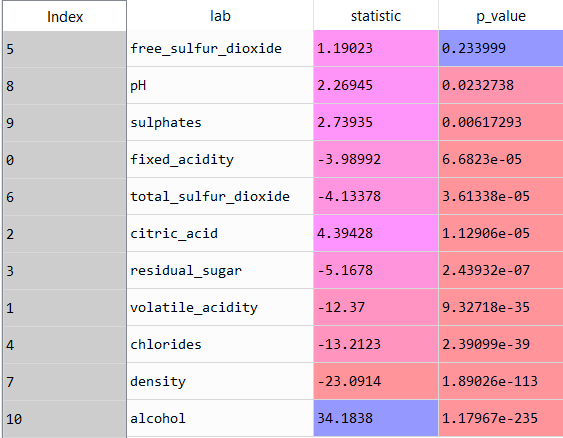 Index lab statistic p_value
5 free_sulfur_dioxide 1.19023 0.233999
8 pH 2.26945 0.0232738
9 sulphates 2.73935 0.00617293
0 fixed_acidity -3.98992 6.6823e-05
6 total_sulfur_dioxide -4.13378 3.61338e-05
2 citric_acid 4.39428 1.12906e-05
3 residual_sugar -5.1678 2.43932e-07
1 volatile_acidity -12.37 9.32718e-35
4 chlorides -13.2123 2.39099e-39
7 density -23.0914 1.89026e-113
10 alcohol 34.1838 1.17967e-235